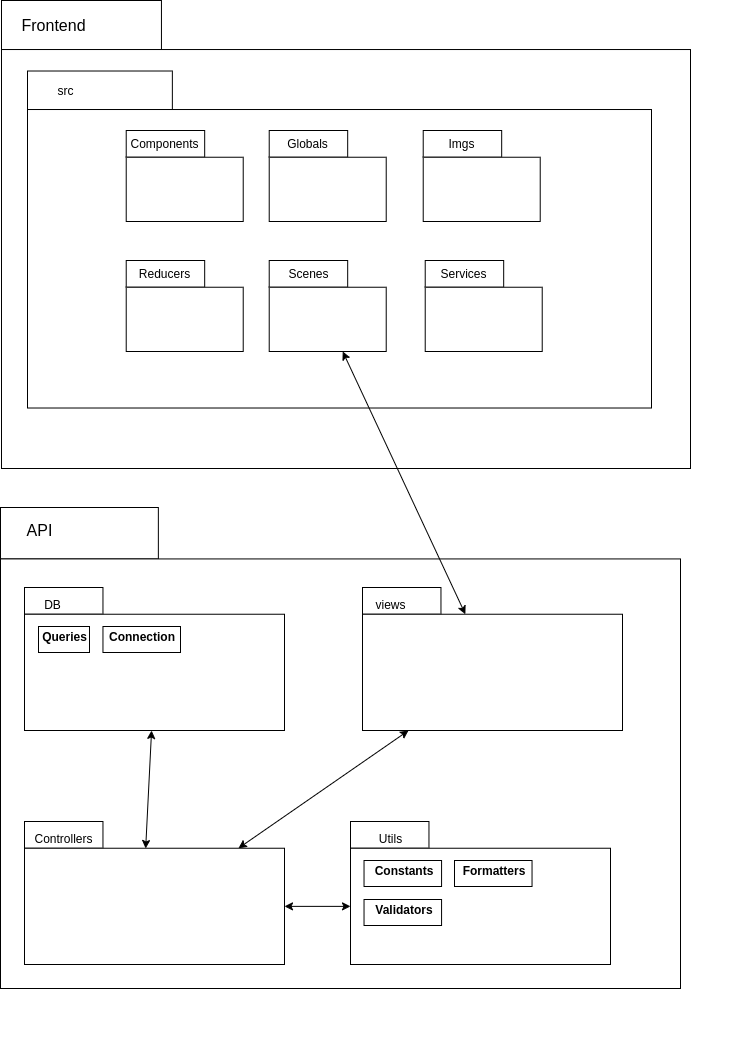 Frontend
src
Components
Globals
Imgs
Reducers
Scenes
Services
API
DB
views
Queries
Connection
Controllers
Utils
Constants
Formatters
Validators